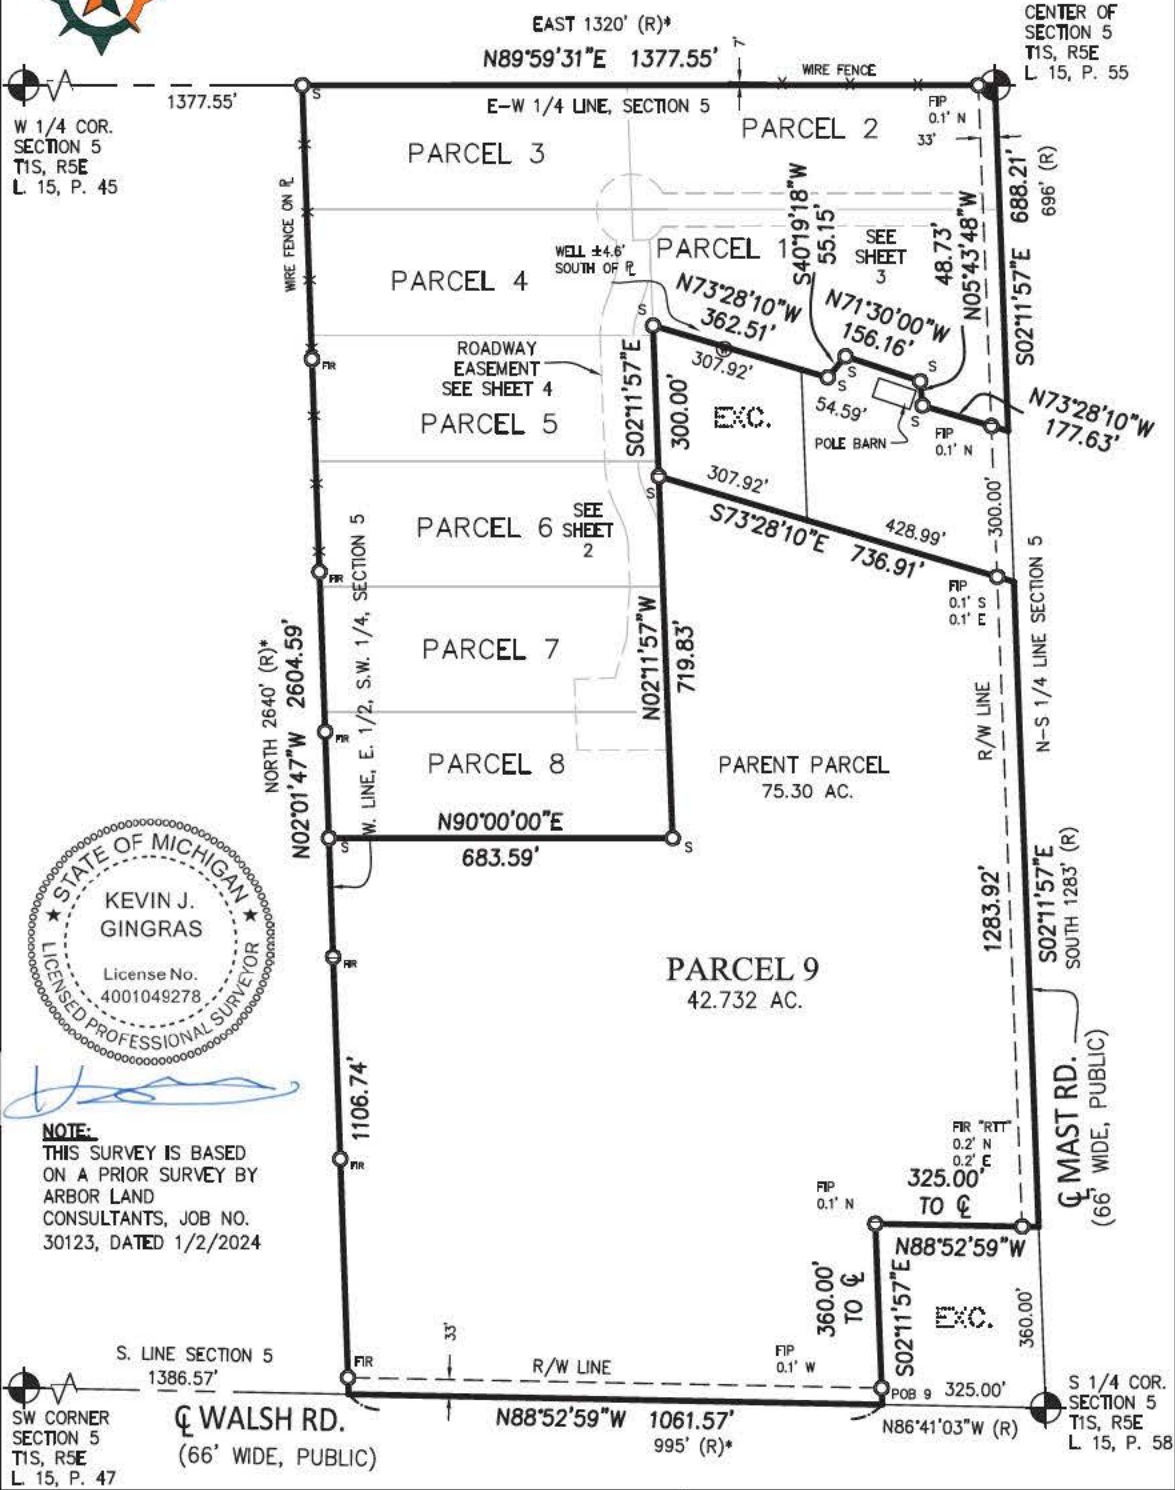 EAST 1320' (R)*
N89°59'31"E 1377.55'
7'
WIRE FENCE
CENTER OF
SECTION 5
T1S, R5E
L. 15, P. 55
1377.55'
S
E-W 1/4 LINE, SECTION 5
FIP
0.1' N
33'
W 1/4 COR.
SECTION 5
T1S, R5E
L. 15, P. 45
PARCEL 3
PARCEL 2
S02°11'57"E 688.21'
696' (R)
WIRE FENCE ON PL
WELL ±4.6'
SOUTH OF PL
PARCEL 1
S40°19'18"W
55.15'
SEE
SHEET
3
48.73'
N05°43'48"W
PARCEL 4
N73°28'10"W
362.51'
N71°30'00"W
156.16'
S
307.92'
S
S
FIR
ROADWAY
EASEMENT
SEE SHEET 4
S02°11'57"E
300.00'
EXC.
54.59'
S
POLE BARN
FIP
0.1' N
N73°28'10"W
177.63'
PARCEL 5
S
307.92'
S73°28'10"E 736.91'
428.99'
300.00'
PARCEL 6
SEE
SHEET
2
FIR
FIP
0.1' S
0.1' E
N-S 1/4 LINE SECTION 5
W. LINE, E. 1/2, S.W. 1/4, SECTION 5
PARCEL 7
N02°11'57"W
719.83'
R/W LINE
NORTH 2640' (R)*
N02°01'47"W 2604.59'
FIR
PARCEL 8
PARENT PARCEL
75.30 AC.
N90°00'00"E
683.59'
S
S
STATE OF MICHIGAN
KEVIN J.
GINGRAS
License No.
4001049278
LICENSED PROFESSIONAL SURVEYOR
1283.92'
S02°11'57"E
SOUTH 1283' (R)
FIR
PARCEL 9
42.732 AC.
1106.74'
NOTE:
THIS SURVEY IS BASED
ON A PRIOR SURVEY BY
ARBOR LAND
CONSULTANTS, JOB NO.
30123, DATED 1/2/2024
FIR
FIR "RTT"
0.2' N
0.2' E
325.00'
TO CL
FIP
0.1' N
N88°52'59"W
CL MAST RD.
(66' WIDE, PUBLIC)
360.00'
TO CL
S02°11'57"E
EXC.
360.00'
S. LINE SECTION 5
1386.57'
FIR
33'
R/W LINE
FIP
0.1' W
POB 9
325.00'
SW CORNER
SECTION 5
T1S, R5E
L. 15, P. 47
CL WALSH RD.
(66' WIDE, PUBLIC)
N88°52'59"W 1061.57'
995' (R)*
N86°41'03"W (R)
S 1/4 COR.
SECTION 5
T1S, R5E
L. 15, P. 58